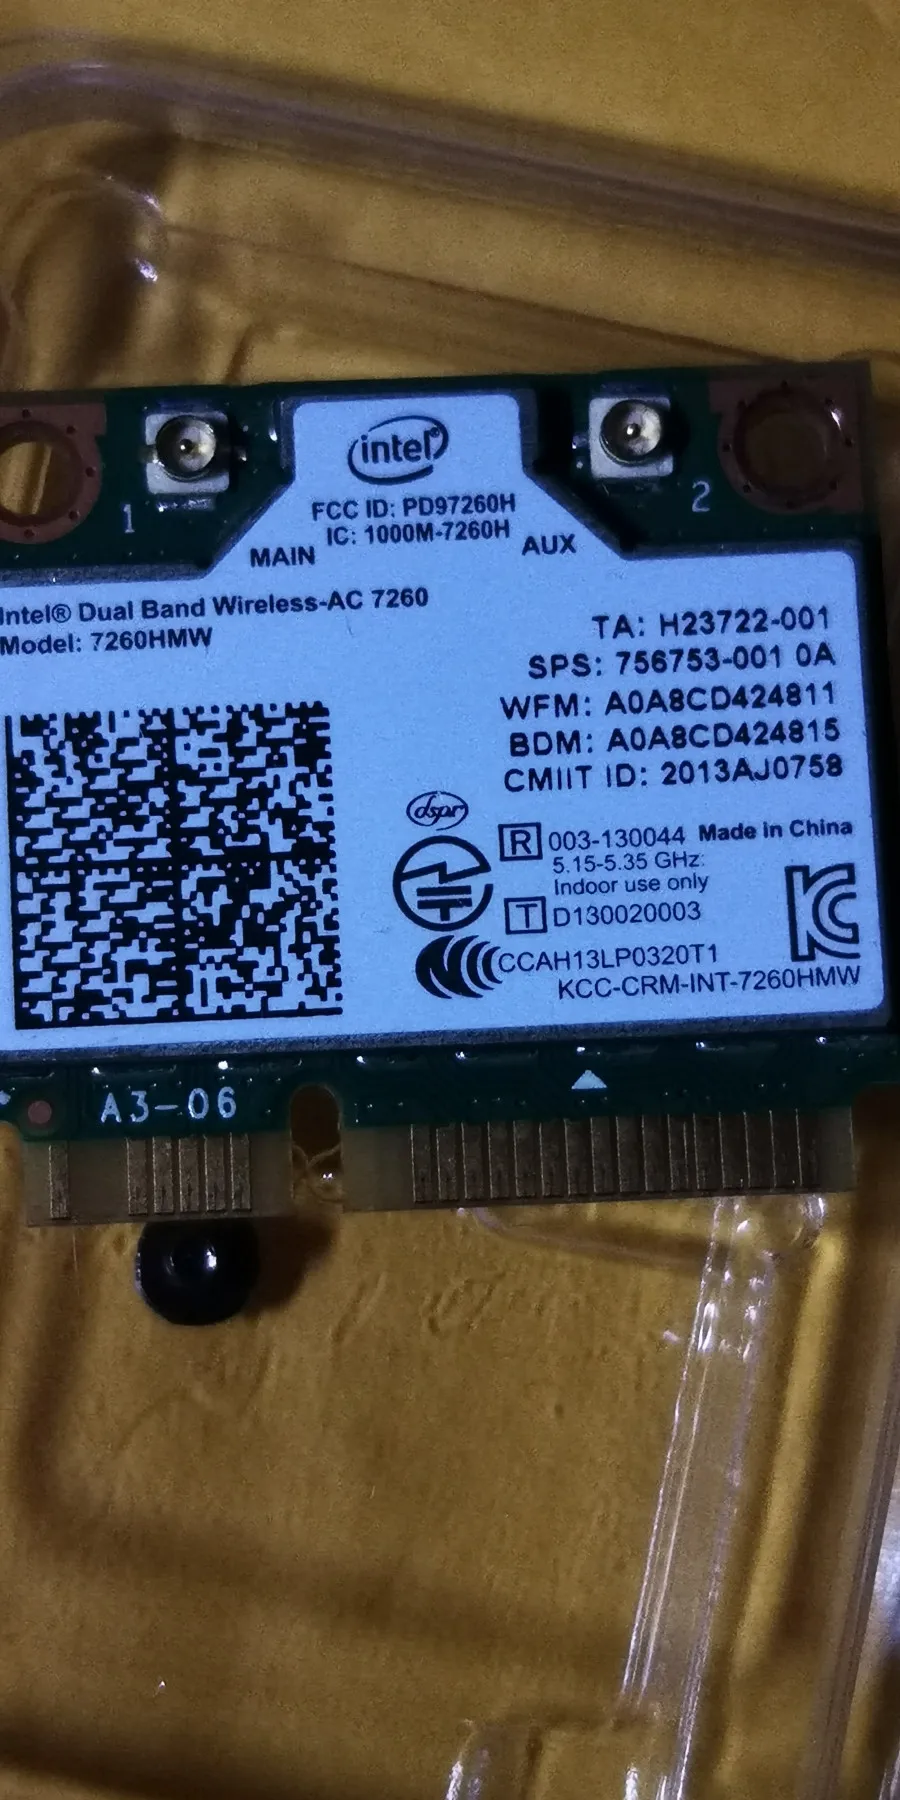 intel®
1
2
FCC ID: PD97260H
IC: 1000M-7260H
MAIN
AUX
Intel® Dual Band Wireless-AC 7260
Model: 7260HMW
TA: H23722-001
SPS: 756753-001 0A
WFM: A0A8CD424811
BDM: A0A8CD424815
CMIIT ID: 2013AJ0758
dspr
R 003-130044 Made in China
5.15-5.35 GHz:
Indoor use only
T D130020003
CCAH13LP0320T1
KCC-CRM-INT-7260HMW
A3-06